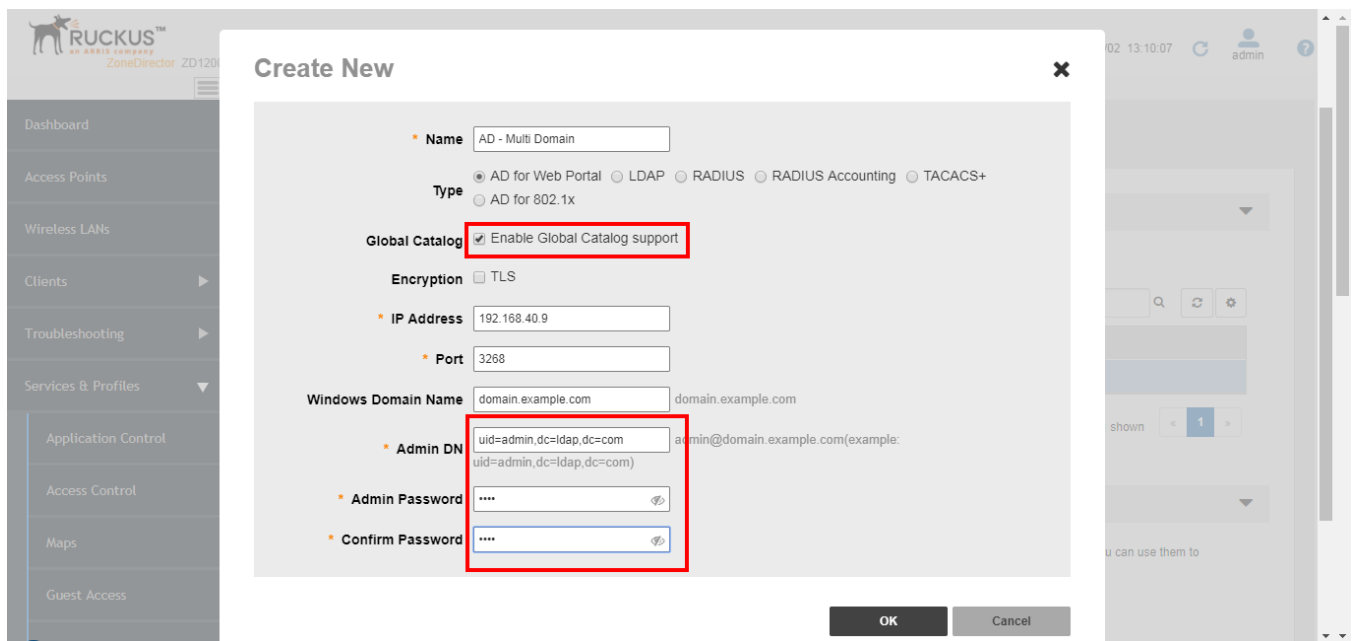 RUCKUS™
an ARRIS company
ZoneDirector ZD120
/02 13:10:07
admin
Create New
Dashboard
Access Points
Wireless LANs
Clients
Troubleshooting
Services & Profiles
Application Control
Access Control
Maps
Guest Access
* Name AD - Multi Domain
Type AD for Web Portal LDAP RADIUS RADIUS Accounting TACACS+
AD for 802.1x
Global Catalog Enable Global Catalog support
Encryption TLS
* IP Address 192.168.40.9
* Port 3268
Windows Domain Name domain.example.com domain.example.com
* Admin DN uid=admin,dc=ldap,dc=com admin@domain.example.com(example:
uid=admin,dc=ldap,dc=com)
* Admin Password ••••
* Confirm Password ••••
OK Cancel
shown « 1 »
u can use them to